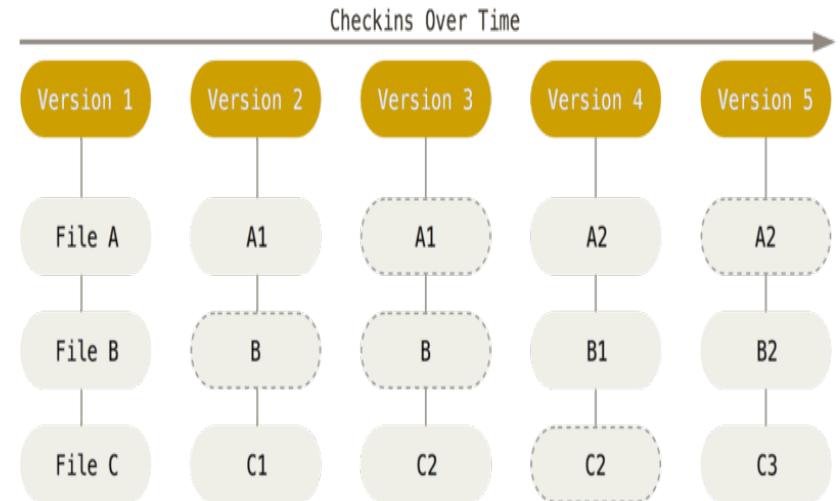 Checkins Over Time
Version 1 Version 2 Version 3 Version 4 Version 5
File A A1 A1 A2 A2
File B B B B1 B2
File C C1 C2 C2 C3